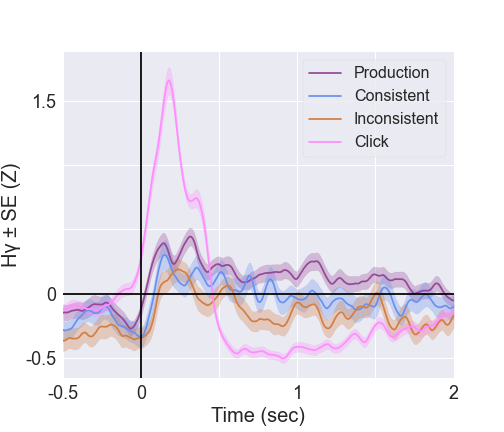 Production
Consistent
Inconsistent
Click
1.5
0
-0.5
Hγ ± SE (Z)
-0.5 0 1 2
Time (sec)